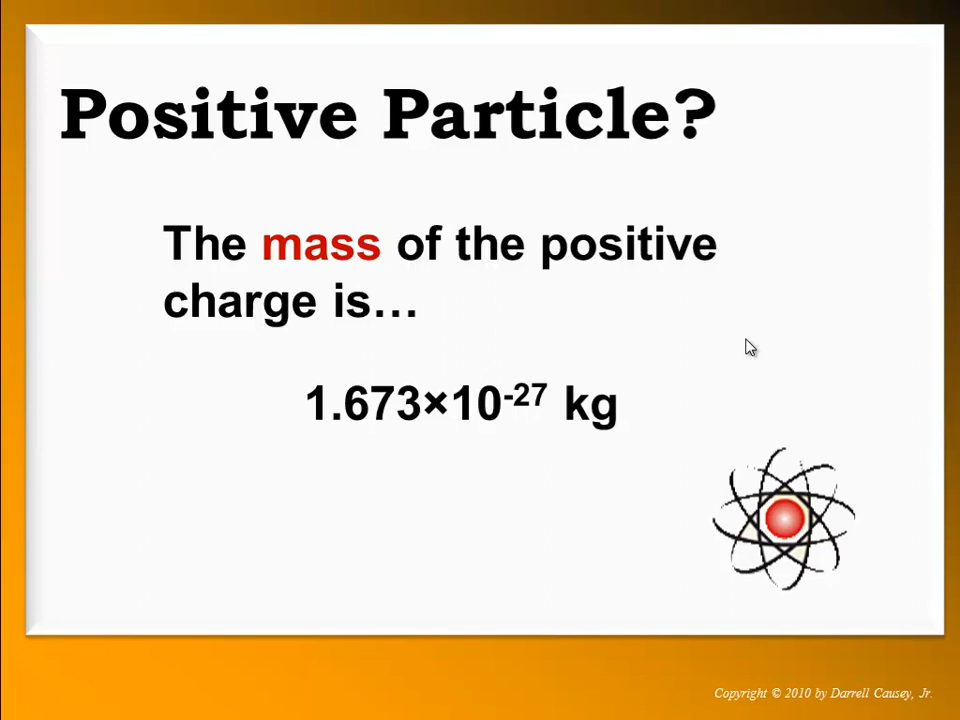 Positive Particle?
The mass of the positive
charge is…
1.673×10⁻²⁷ kg
Copyright © 2010 by Darrell Causey, Jr.